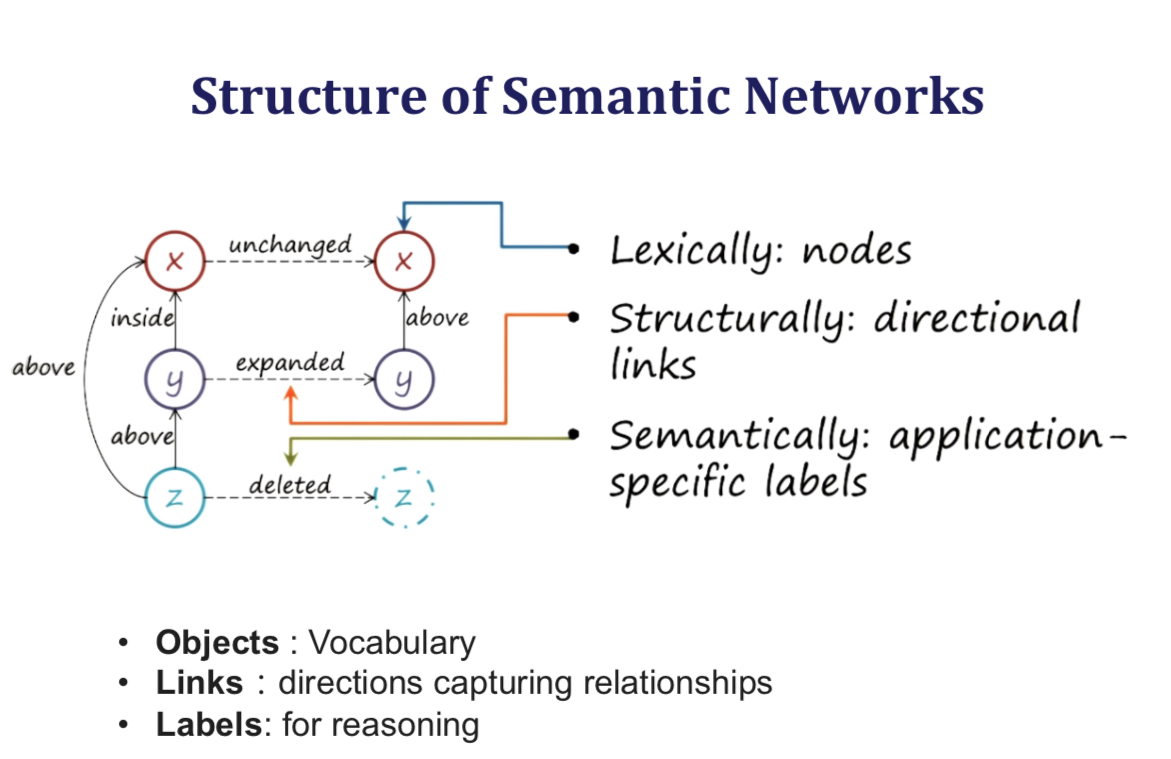 Structure of Semantic Networks
x
unchanged
x
inside
above
above
y
expanded
y
above
z
deleted
z
• Lexically: nodes
• Structurally: directional
links
• Semantically: application-
specific labels
• Objects : Vocabulary
• Links : directions capturing relationships
• Labels: for reasoning